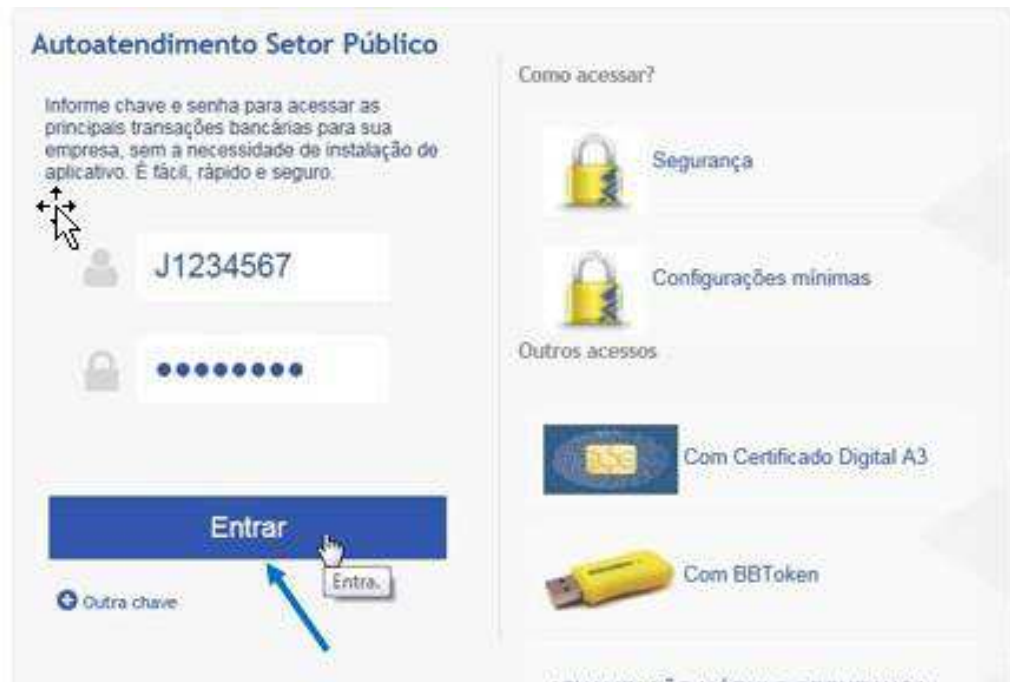 Autoatendimento Setor Público
Informe chave e senha para acessar as
principais transações bancárias para sua
empresa, sem a necessidade de instalação de
aplicativo. É fácil, rápido e seguro.
J1234567
Entrar
Entra.
Outra chave
Como acessar?
Segurança
Configurações mínimas
Outros acessos
Com Certificado Digital A3
Com BBToken